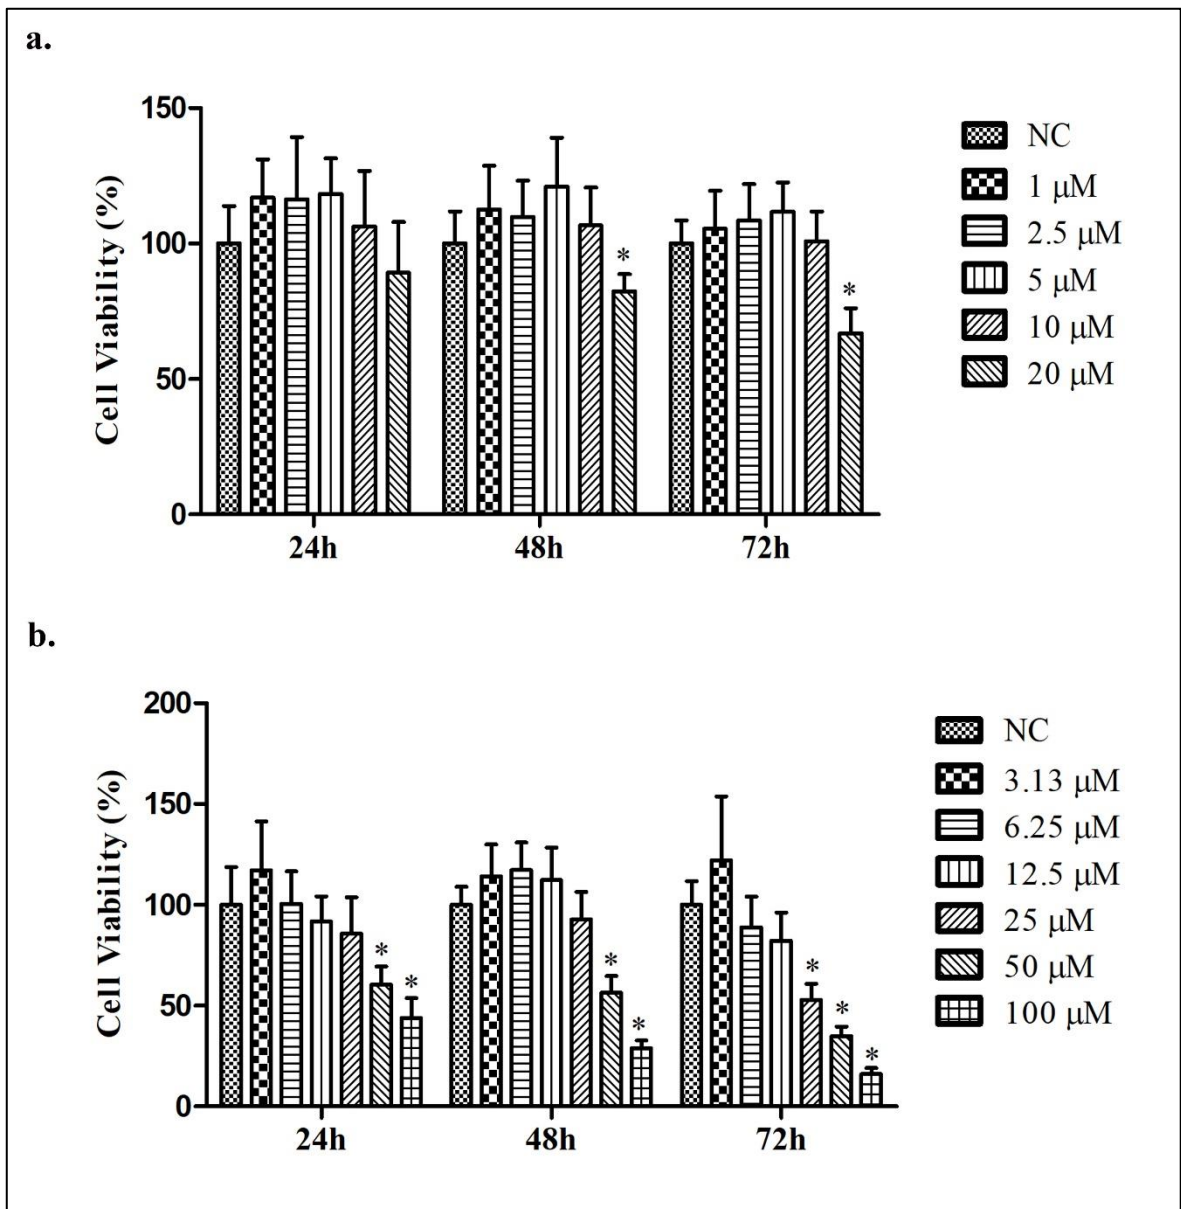 a.
150
100
50
0
Cell Viability (%)
* *
24h 48h 72h
NC
1 μM
2.5 μM
5 μM
10 μM
20 μM
b.
200
150
100
50
0
Cell Viability (%)
* * * * * * *
24h 48h 72h
NC
3.13 μM
6.25 μM
12.5 μM
25 μM
50 μM
100 μM